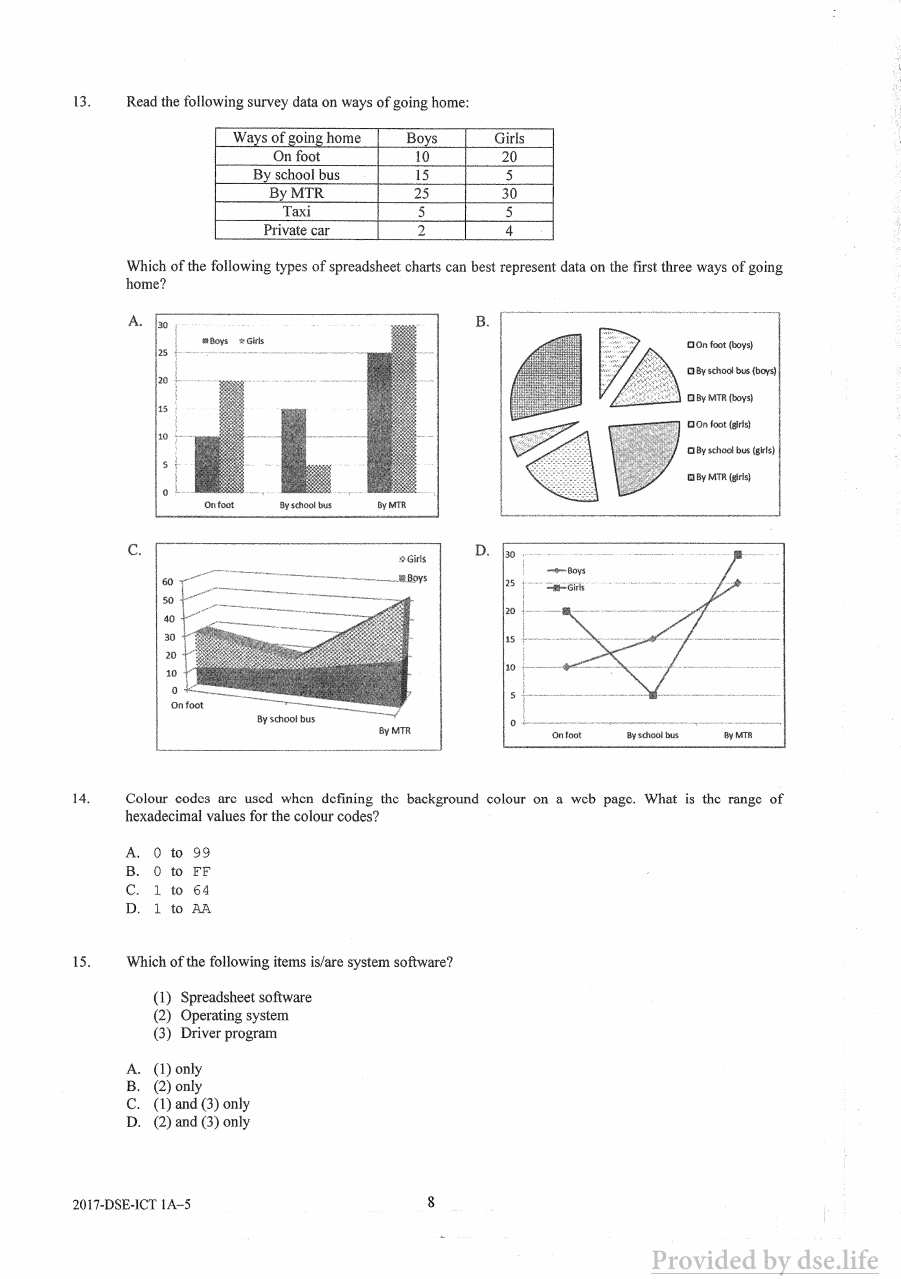 13. Read the following survey data on ways of going home:
Ways of going home Boys Girls
On foot 10 20
By school bus 15 5
By MTR 25 30
Taxi 5 5
Private car 2 4
Which of the following types of spreadsheet charts can best represent data on the first three ways of going
home?
A.
30
25
20
15
10
5
0
Boys Girls
On foot By school bus By MTR
B.
On foot (boys)
By school bus (boys)
By MTR (boys)
On foot (girls)
By school bus (girls)
By MTR (girls)
C.
Girls
Boys
60
50
40
30
20
10
0
On foot
By school bus
By MTR
D.
30
25
20
15
10
5
0
Boys
Girls
On foot By school bus By MTR
14. Colour codes are used when defining the background colour on a web page. What is the range of
hexadecimal values for the colour codes?
A. 0 to 99
B. 0 to FF
C. 1 to 64
D. 1 to AA
15. Which of the following items is/are system software?
(1) Spreadsheet software
(2) Operating system
(3) Driver program
A. (1) only
B. (2) only
C. (1) and (3) only
D. (2) and (3) only
2017-DSE-ICT 1A–5 8
Provided by dse.life